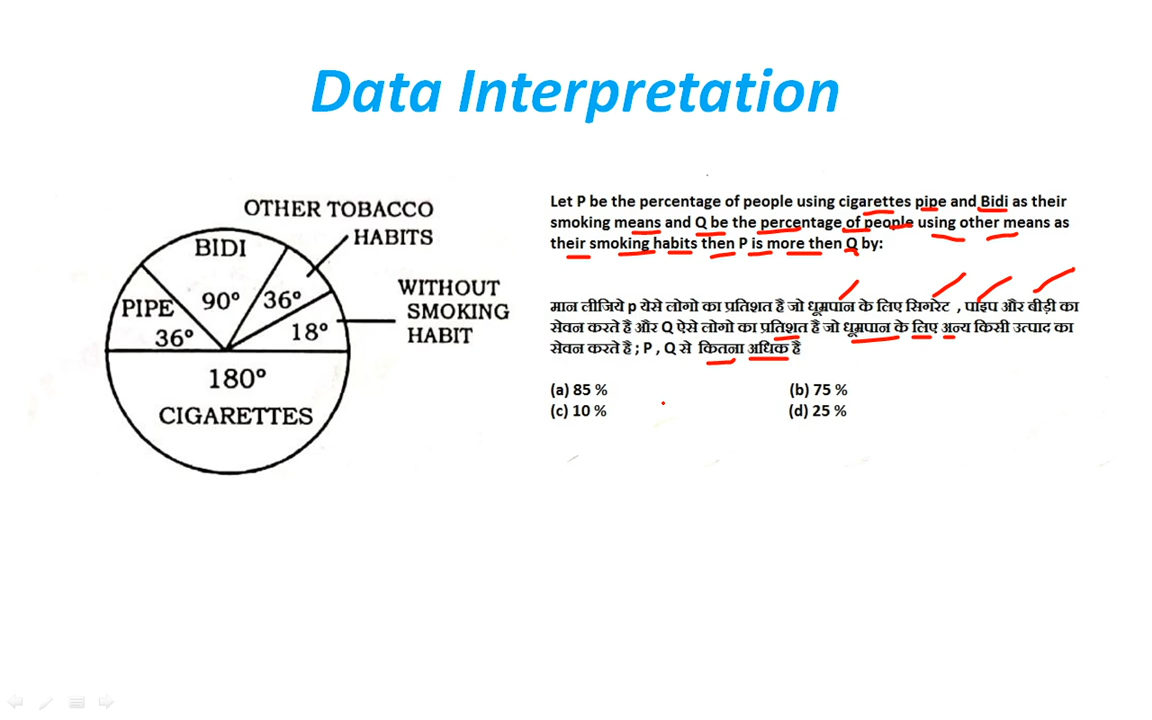 Data Interpretation
OTHER TOBACCO
HABITS
BIDI
90°
36°
PIPE
36°
18°
WITHOUT
SMOKING
HABIT
180°
CIGARETTES
Let P be the percentage of people using cigarettes pipe and Bidi as their
smoking means and Q be the percentage of people using other means as
their smoking habits then P is more then Q by:
मान लीजिये p येसे लोगो का प्रतिशत है जो धूम्रपान के लिए सिगरेट , पाइप और बीड़ी का
सेवन करते है और Q ऐसे लोगो का प्रतिशत है जो धूम्रपान के लिए अन्य किसी उत्पाद का
सेवन करते है ; P , Q से कितना अधिक है
(a) 85 %
(b) 75 %
(c) 10 %
(d) 25 %